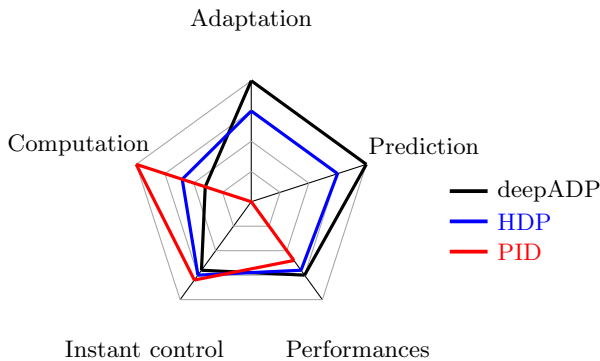 Adaptation
Computation
Prediction
deepADP
HDP
PID
Instant control
Performances